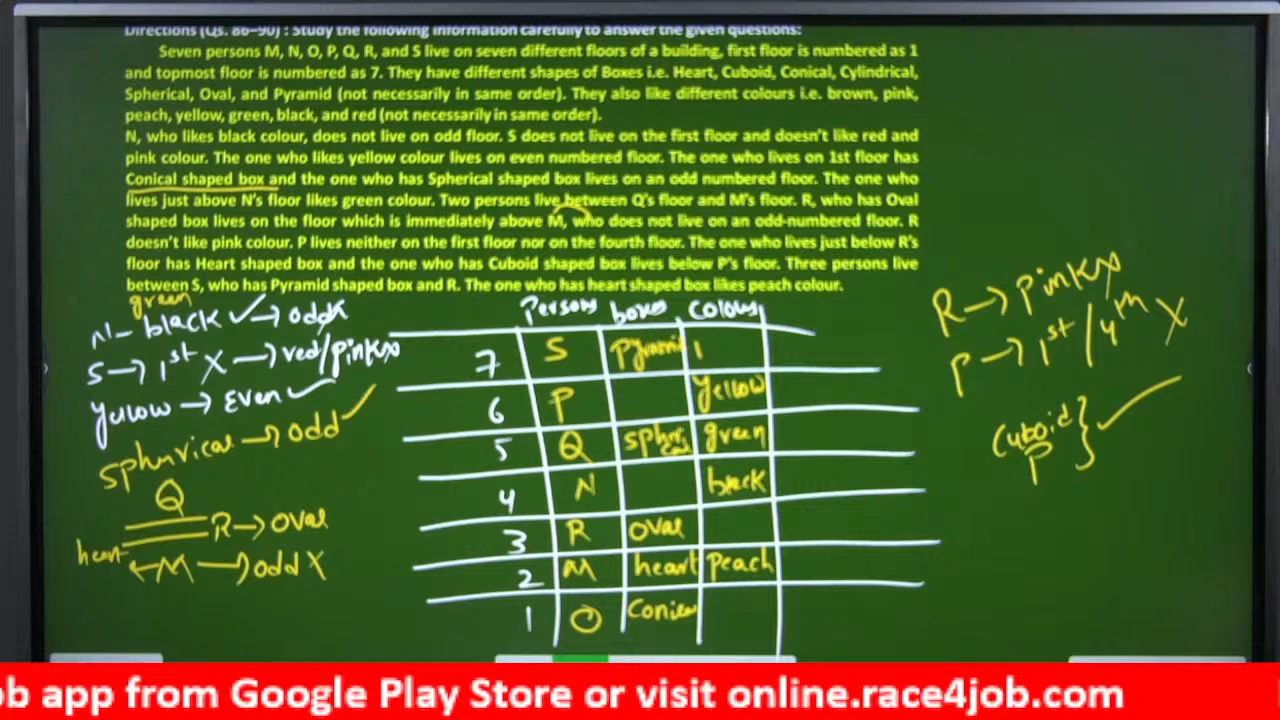 Directions (Qs. 86-90) : Study the following information carefully to answer the given questions:
Seven persons M, N, O, P, Q, R, and S live on seven different floors of a building, first floor is numbered as 1
and topmost floor is numbered as 7. They have different shapes of Boxes i.e. Heart, Cuboid, Conical, Cylindrical,
Spherical, Oval, and Pyramid (not necessarily in same order). They also like different colours i.e. brown, pink,
peach, yellow, green, black, and red (not necessarily in same order).
N, who likes black colour, does not live on odd floor. S does not live on the first floor and doesn't like red and
pink colour. The one who likes yellow colour lives on even numbered floor. The one who lives on 1st floor has
Conical shaped box and the one who has Spherical shaped box lives on an odd numbered floor. The one who
lives just above N's floor likes green colour. Two persons live between Q's floor and M's floor. R, who has Oval
shaped box lives on the floor which is immediately above M, who does not live on an odd-numbered floor. R
doesn't like pink colour. P lives neither on the first floor nor on the fourth floor. The one who lives just below R's
floor has Heart shaped box and the one who has Cuboid shaped box lives below P's floor. Three persons live
between S, who has Pyramid shaped box and R. The one who has heart shaped box likes peach colour.
green
N- black ✓→ odd x
S → 1st X → red/pink x
yellow → Even ✓
Spherical → odd ✓
Q
R → oval
heart ← M → odd X
Persons boxes Colours
7 S Pyramid
6 P yellow
5 Q spherical green
4 N black
3 R oval
2 M heart peach
1 O Conical
R → pink x
P → 1st / 4th X
Cuboid
P
ob app from Google Play Store or visit online.race4job.com